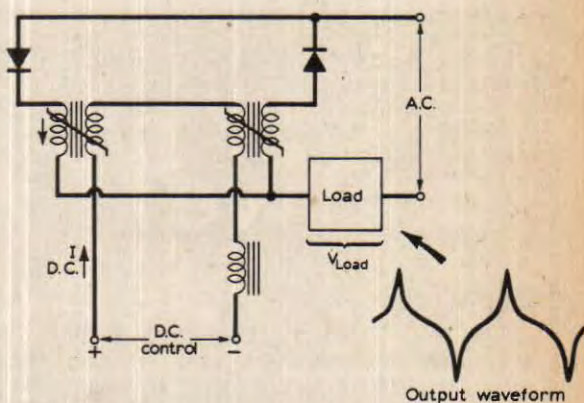 A.C.
Load
V Load
I
D.C.
D.C.
control
+
-
Output waveform